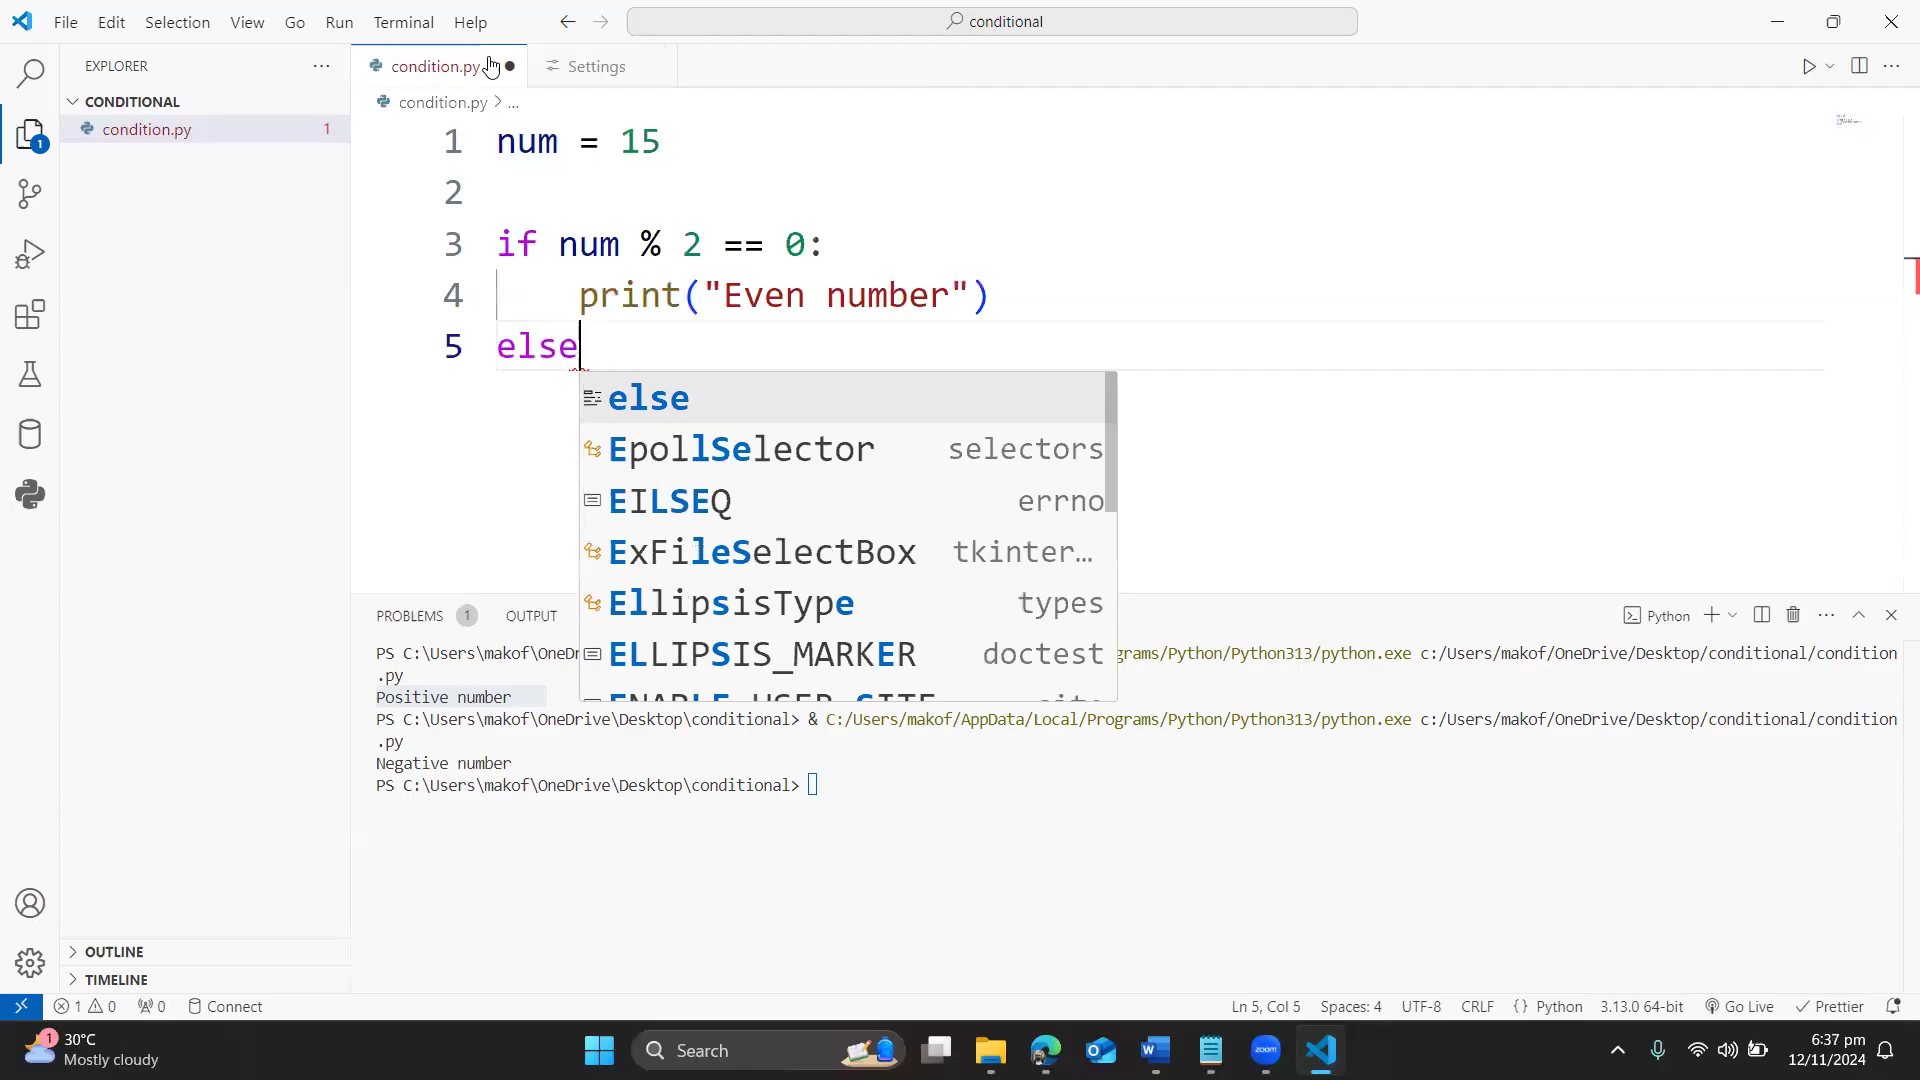 File Edit Selection View Go Run Terminal Help
conditional
EXPLORER
CONDITIONAL
condition.py 1
1
condition.py
Settings
condition.py > ...
1 num = 15
2
3 if num % 2 == 0:
4 print("Even number")
5 else
else
EpollSelector selectors
EILSEQ errno
ExFileSelectBox tkinter…
EllipsisType types
ELLIPSIS_MARKER doctest
PROBLEMS 1 OUTPUT
Python
PS C:\Users\makof\OneDr
grams/Python/Python313/python.exe c:/Users/makof/OneDrive/Desktop/conditional/condition
.py
Positive number
PS C:\Users\makof\OneDrive\Desktop\conditional> & C:/Users/makof/AppData/Local/Programs/Python/Python313/python.exe c:/Users/makof/OneDrive/Desktop/conditional/condition
.py
Negative number
PS C:\Users\makof\OneDrive\Desktop\conditional>
OUTLINE
TIMELINE
1 0 0 Connect
Ln 5, Col 5 Spaces: 4 UTF-8 CRLF {} Python 3.13.0 64-bit Go Live Prettier
1
30°C
Mostly cloudy
Search
zoom
6:37 pm
12/11/2024